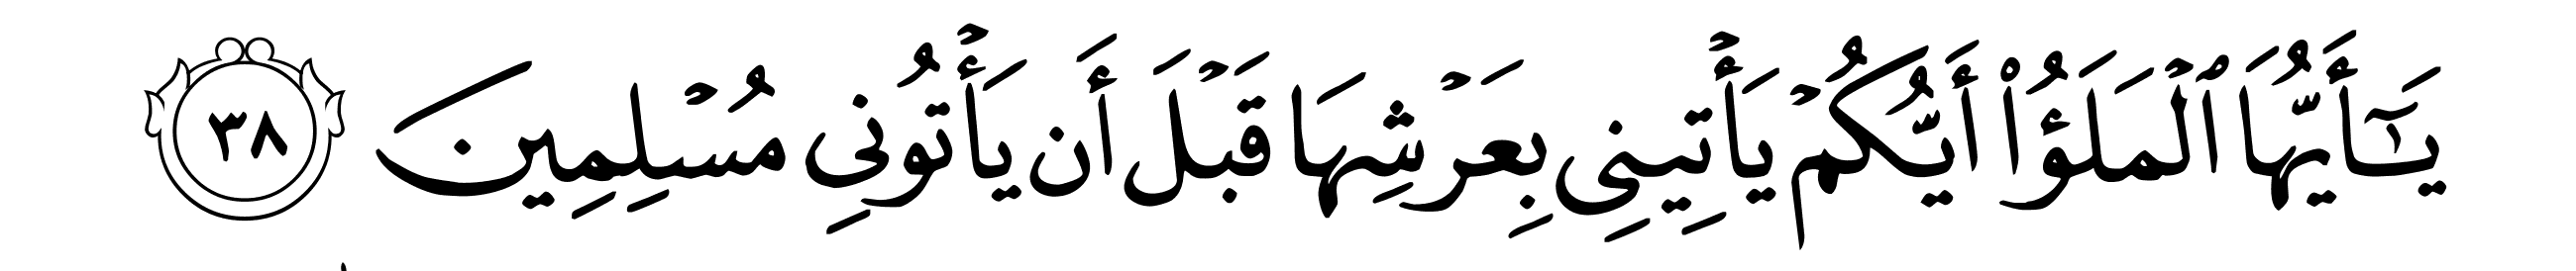 يَـٰٓأَيُّهَا ٱلْمَلَؤُا۟ أَيُّكُمْ يَأْتِينِى بِعَرْشِهَا قَبْلَ أَن يَأْتُونِى مُسْلِمِينَ ٣٨